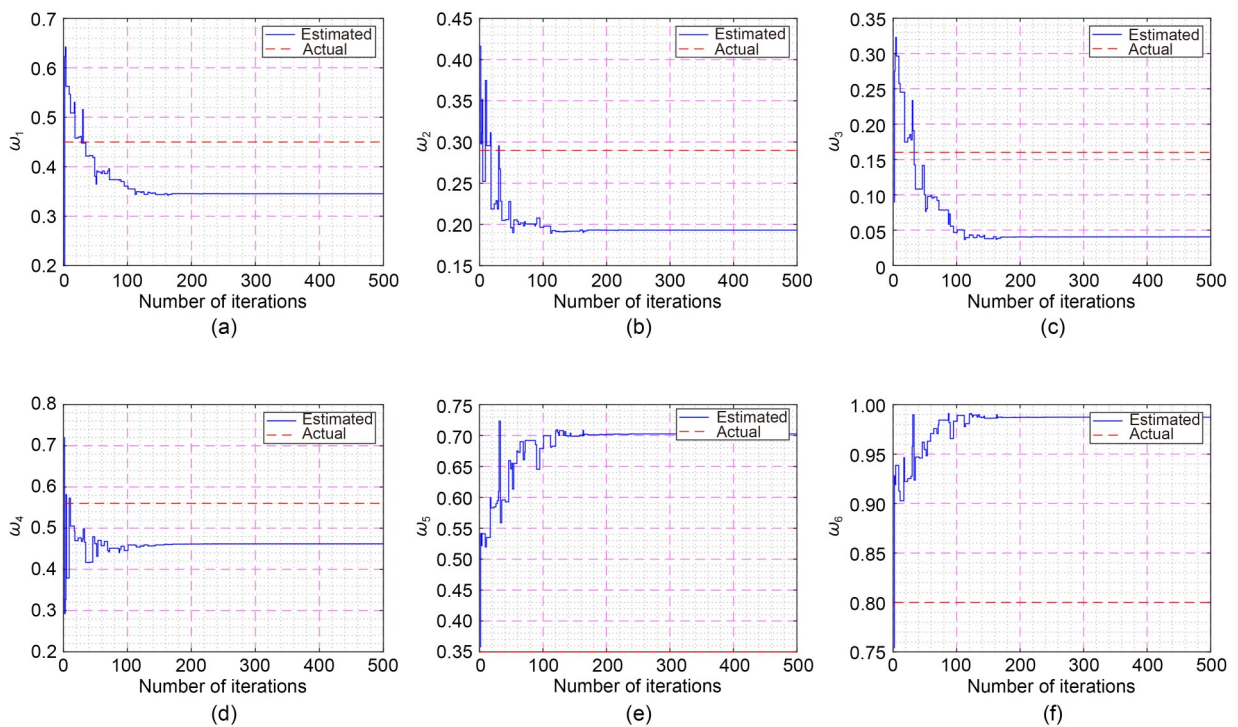 0.7
0.6
0.5
0.4
0.3
0.2
ω1
Estimated
Actual
0 100 200 300 400 500
Number of iterations
(a)
0.45
0.40
0.35
0.30
0.25
0.20
0.15
ω2
Estimated
Actual
0 100 200 300 400 500
Number of iterations
(b)
0.35
0.30
0.25
0.20
0.15
0.10
0.05
0
ω3
Estimated
Actual
0 100 200 300 400 500
Number of iterations
(c)
0.8
0.7
0.6
0.5
0.4
0.3
0.2
ω4
Estimated
Actual
0 100 200 300 400 500
Number of iterations
(d)
0.75
0.70
0.65
0.60
0.55
0.50
0.45
0.40
0.35
ω5
Estimated
Actual
0 100 200 300 400 500
Number of iterations
(e)
1.00
0.95
0.90
0.85
0.80
0.75
ω6
Estimated
Actual
0 100 200 300 400 500
Number of iterations
(f)